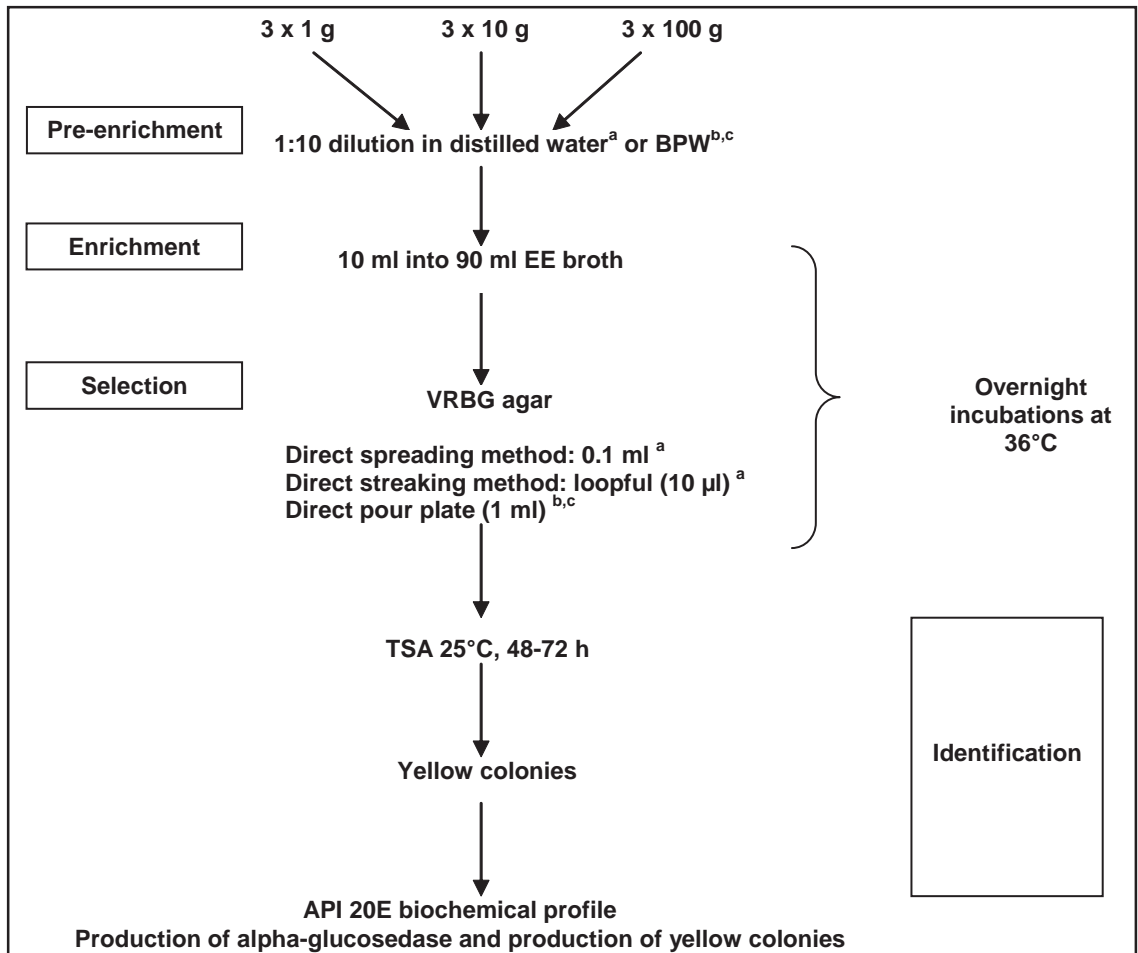 3 x 1 g 3 x 10 g 3 x 100 g
Pre-enrichment
1:10 dilution in distilled water^a or BPW^b,c
Enrichment
10 ml into 90 ml EE broth
Selection
VRBG agar
Overnight
incubations at
36°C
Direct spreading method: 0.1 ml ^a
Direct streaking method: loopful (10 µl) ^a
Direct pour plate (1 ml) ^b,c
TSA 25°C, 48-72 h
Yellow colonies
Identification
API 20E biochemical profile
Production of alpha-glucosedase and production of yellow colonies